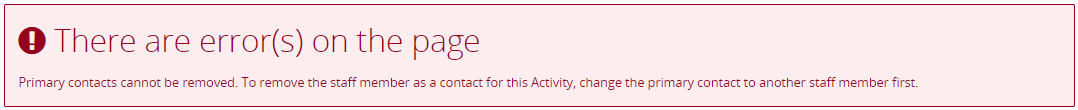 There are error(s) on the page
Primary contacts cannot be removed. To remove the staff member as a contact for this Activity, change the primary contact to another staff member first.